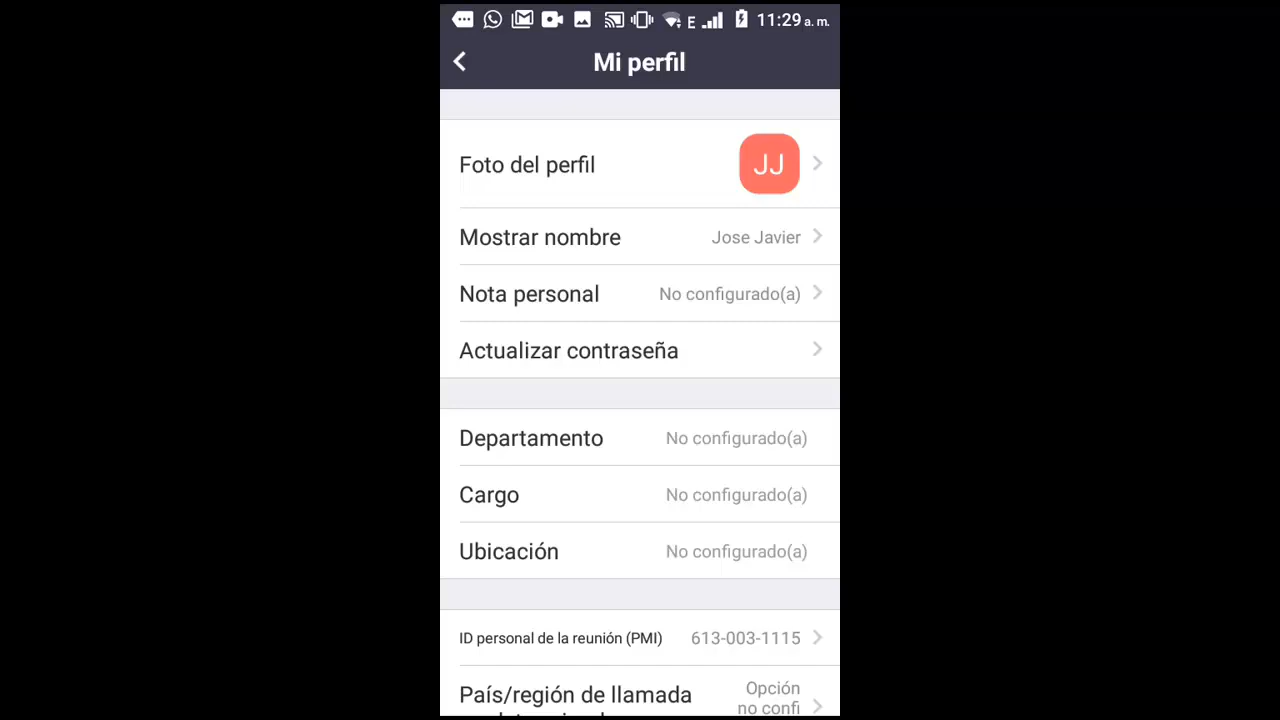 E 11:29 a. m.
Mi perfil
Foto del perfil JJ
Mostrar nombre Jose Javier
Nota personal No configurado(a)
Actualizar contraseña
Departamento No configurado(a)
Cargo No configurado(a)
Ubicación No configurado(a)
ID personal de la reunión (PMI) 613-003-1115
País/región de llamada Opción
no confi